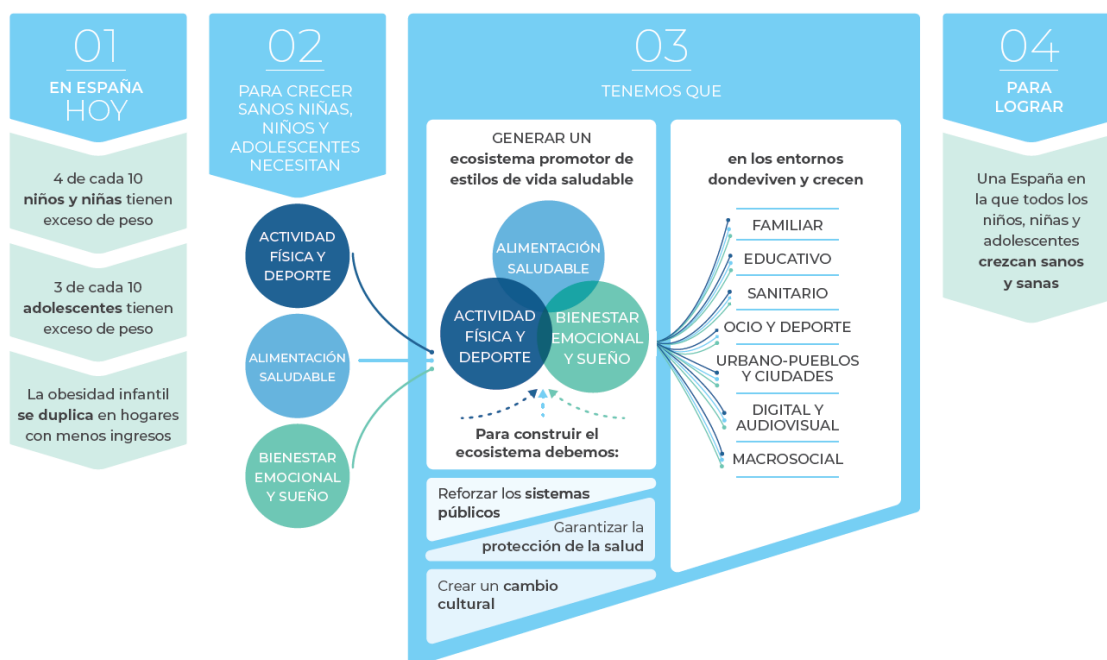 01
EN ESPAÑA
HOY
4 de cada 10
niños y niñas tienen
exceso de peso
3 de cada 10
adolescentes tienen
exceso de peso
La obesidad infantil
se duplica en hogares
con menos ingresos
02
PARA CRECER
SANOS NIÑAS,
NIÑOS Y
ADOLESCENTES
NECESITAN
ACTIVIDAD
FÍSICA Y
DEPORTE
ALIMENTACIÓN
SALUDABLE
BIENESTAR
EMOCIONAL
Y SUEÑO
03
TENEMOS QUE
GENERAR UN
ecosistema promotor de
estilos de vida saludable
ALIMENTACIÓN
SALUDABLE
ACTIVIDAD
FÍSICA Y
DEPORTE
BIENESTAR
EMOCIONAL
Y SUEÑO
Para construir el
ecosistema debemos:
Reforzar los sistemas
públicos
Garantizar la
protección de la salud
Crear un cambio
cultural
en los entornos
dondeviven y crecen
FAMILIAR
EDUCATIVO
SANITARIO
OCIO Y DEPORTE
URBANO-PUEBLOS
Y CIUDADES
DIGITAL Y
AUDIOVISUAL
MACROSOCIAL
04
PARA
LOGRAR
Una España en
la que todos los
niños, niñas y
adolescentes
crezcan sanos
y sanas